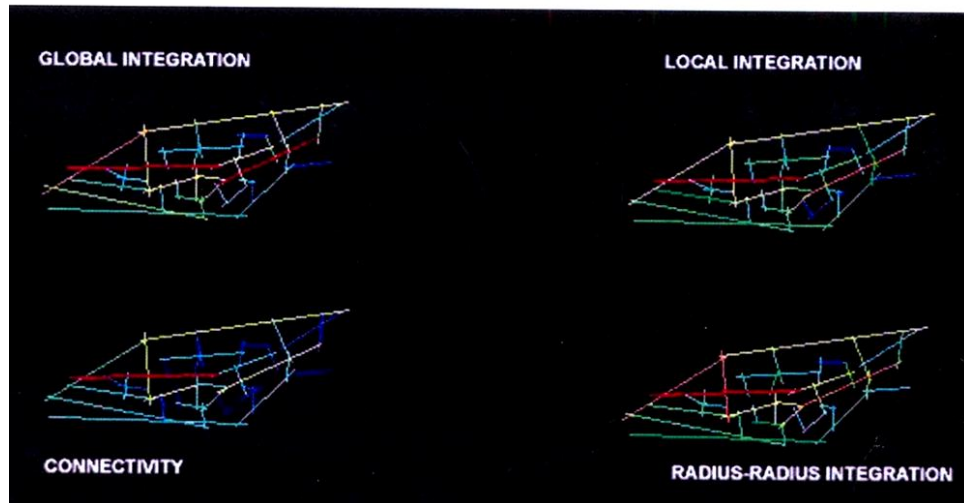 GLOBAL INTEGRATION
LOCAL INTEGRATION
CONNECTIVITY
RADIUS-RADIUS INTEGRATION